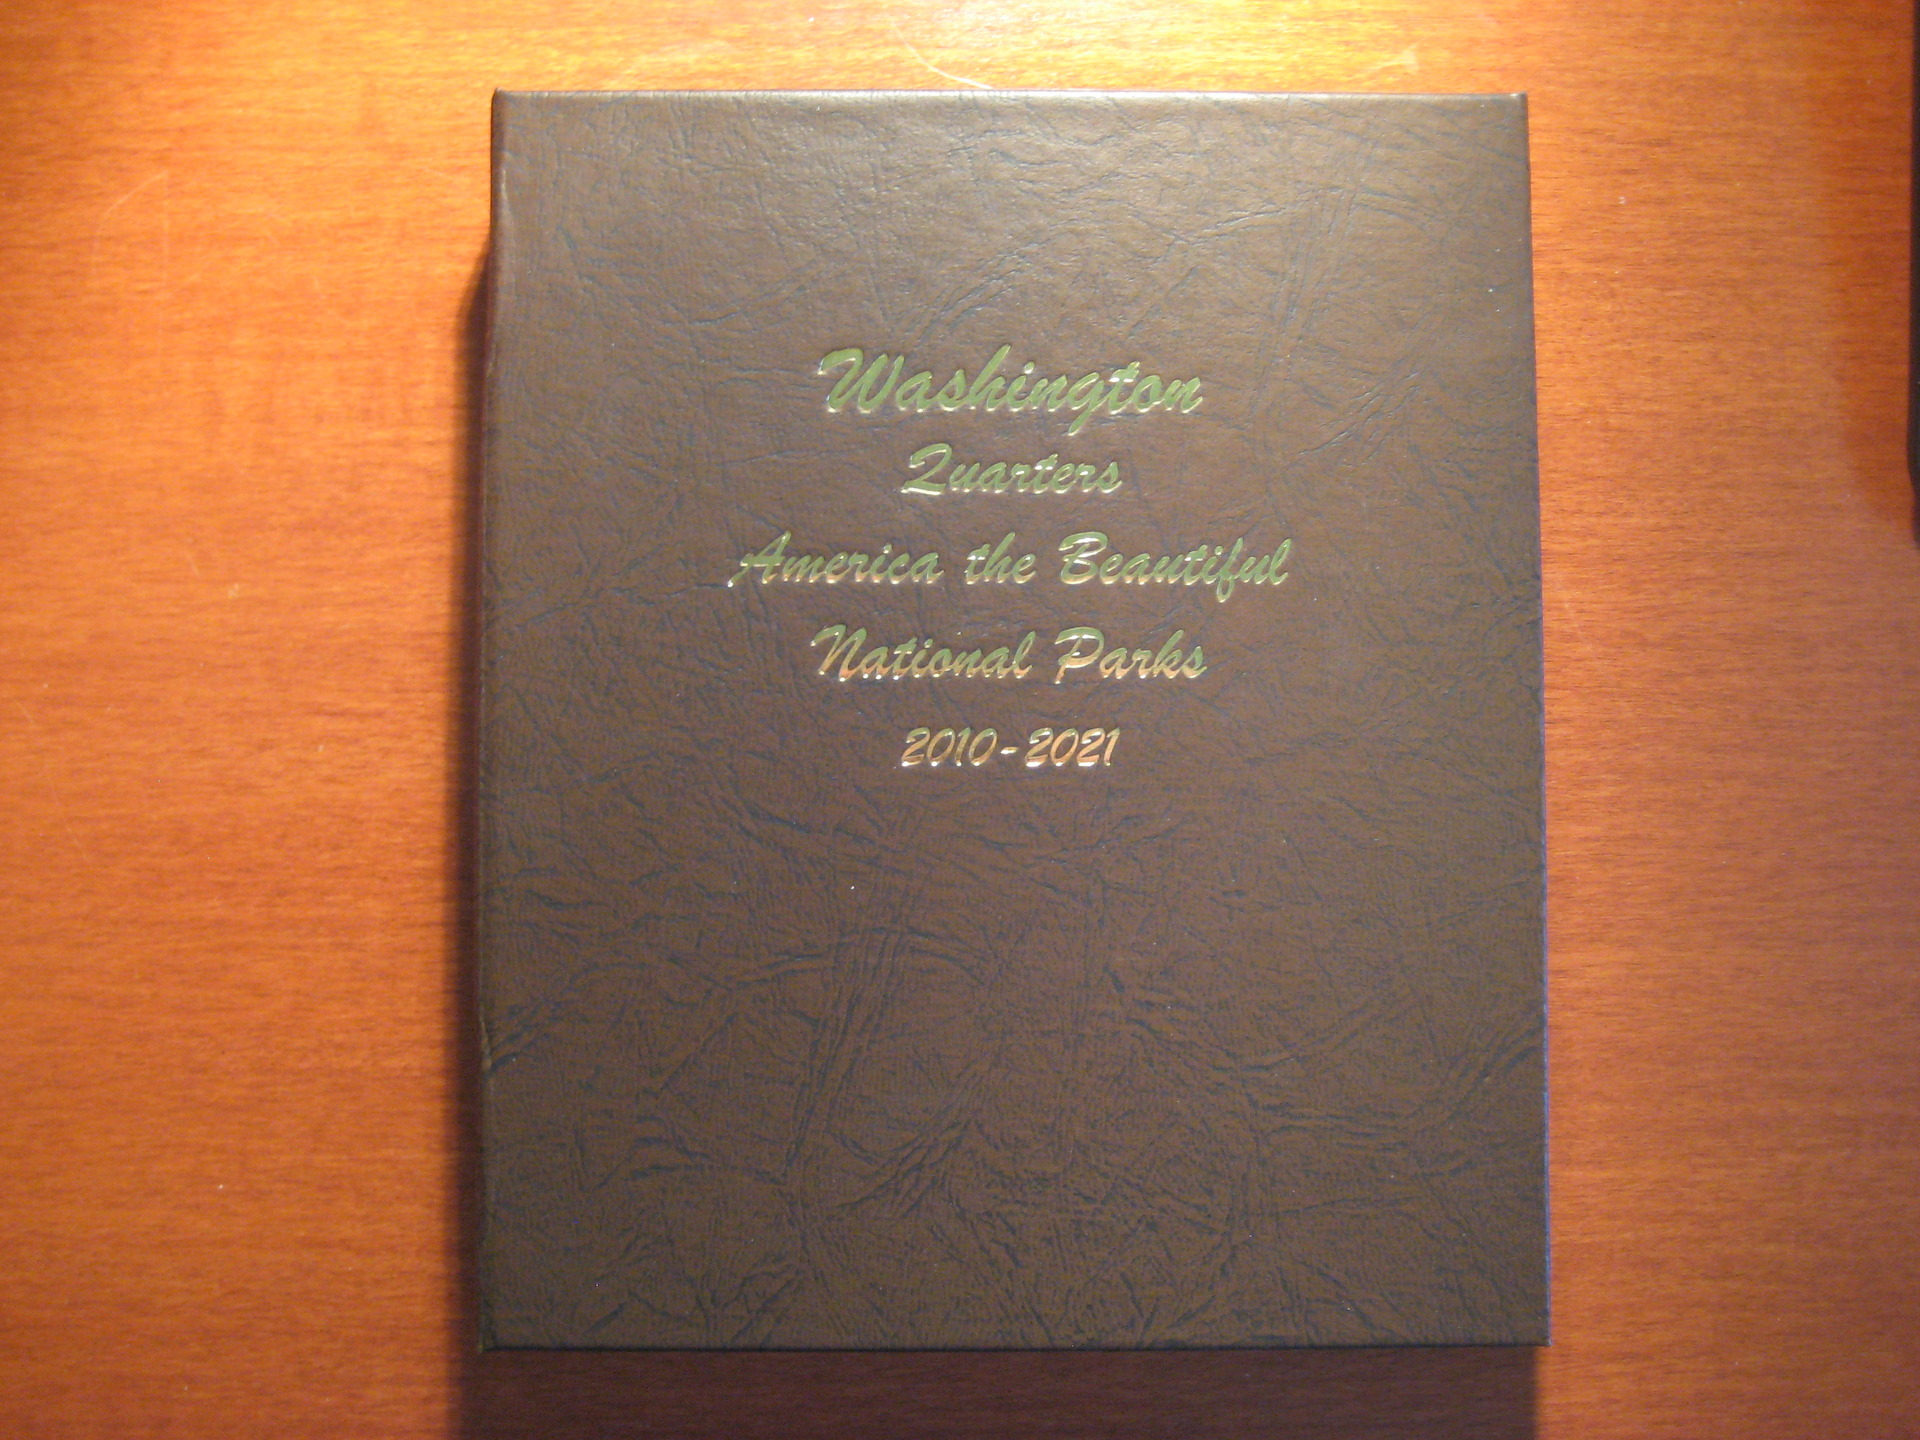 Washington
Quarters
America the Beautiful
National Parks
2010-2021